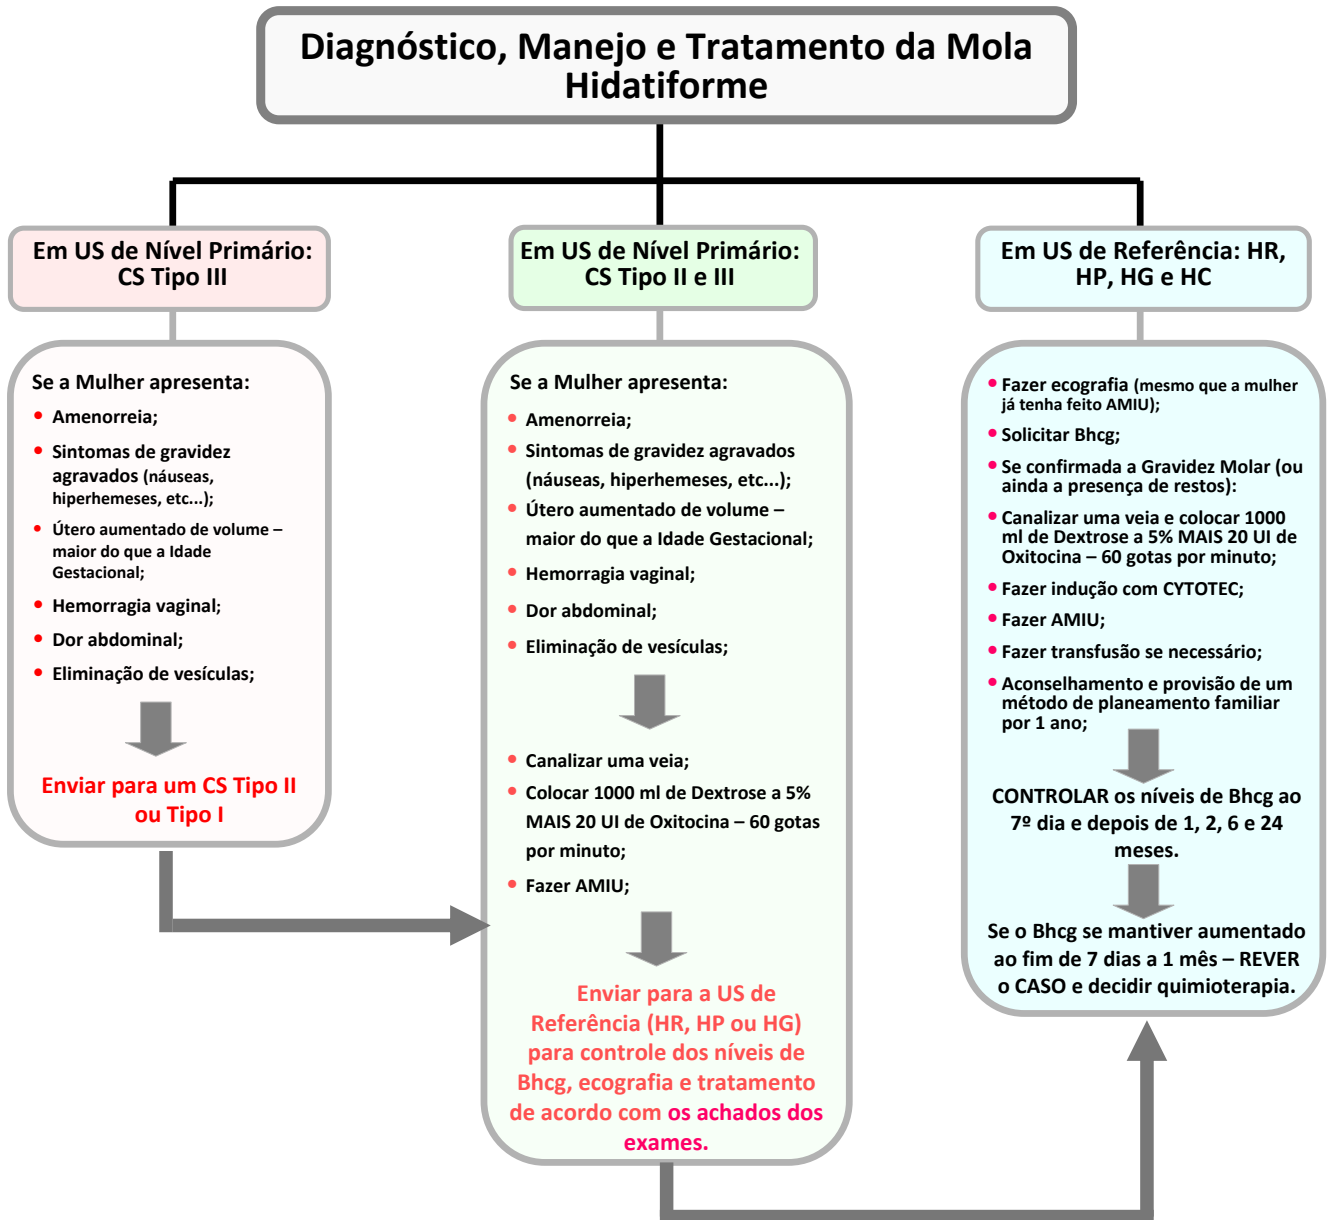 Diagnóstico, Manejo e Tratamento da Mola
Hidatiforme
Em US de Nível Primário:
CS Tipo III
Se a Mulher apresenta:
• Amenorreia;
• Sintomas de gravidez
agravados (náuseas,
hiperhemeses, etc...);
• Útero aumentado de volume –
maior do que a Idade
Gestacional;
• Hemorragia vaginal;
• Dor abdominal;
• Eliminação de vesículas;
Enviar para um CS Tipo II
ou Tipo I
Em US de Nível Primário:
CS Tipo II e III
Se a Mulher apresenta:
• Amenorreia;
• Sintomas de gravidez agravados
(náuseas, hiperhemeses, etc...);
• Útero aumentado de volume –
maior do que a Idade Gestacional;
• Hemorragia vaginal;
• Dor abdominal;
• Eliminação de vesículas;
• Canalizar uma veia;
• Colocar 1000 ml de Dextrose a 5%
MAIS 20 UI de Oxitocina – 60 gotas
por minuto;
• Fazer AMIU;
Enviar para a US de
Referência (HR, HP ou HG)
para controle dos níveis de
Bhcg, ecografia e tratamento
de acordo com os achados dos
exames.
Em US de Referência: HR,
HP, HG e HC
• Fazer ecografia (mesmo que a mulher
já tenha feito AMIU);
• Solicitar Bhcg;
• Se confirmada a Gravidez Molar (ou
ainda a presença de restos):
• Canalizar uma veia e colocar 1000
ml de Dextrose a 5% MAIS 20 UI de
Oxitocina – 60 gotas por minuto;
• Fazer indução com CYTOTEC;
• Fazer AMIU;
• Fazer transfusão se necessário;
• Aconselhamento e provisão de um
método de planeamento familiar
por 1 ano;
CONTROLAR os níveis de Bhcg ao
7º dia e depois de 1, 2, 6 e 24
meses.
Se o Bhcg se mantiver aumentado
ao fim de 7 dias a 1 mês – REVER
o CASO e decidir quimioterapia.